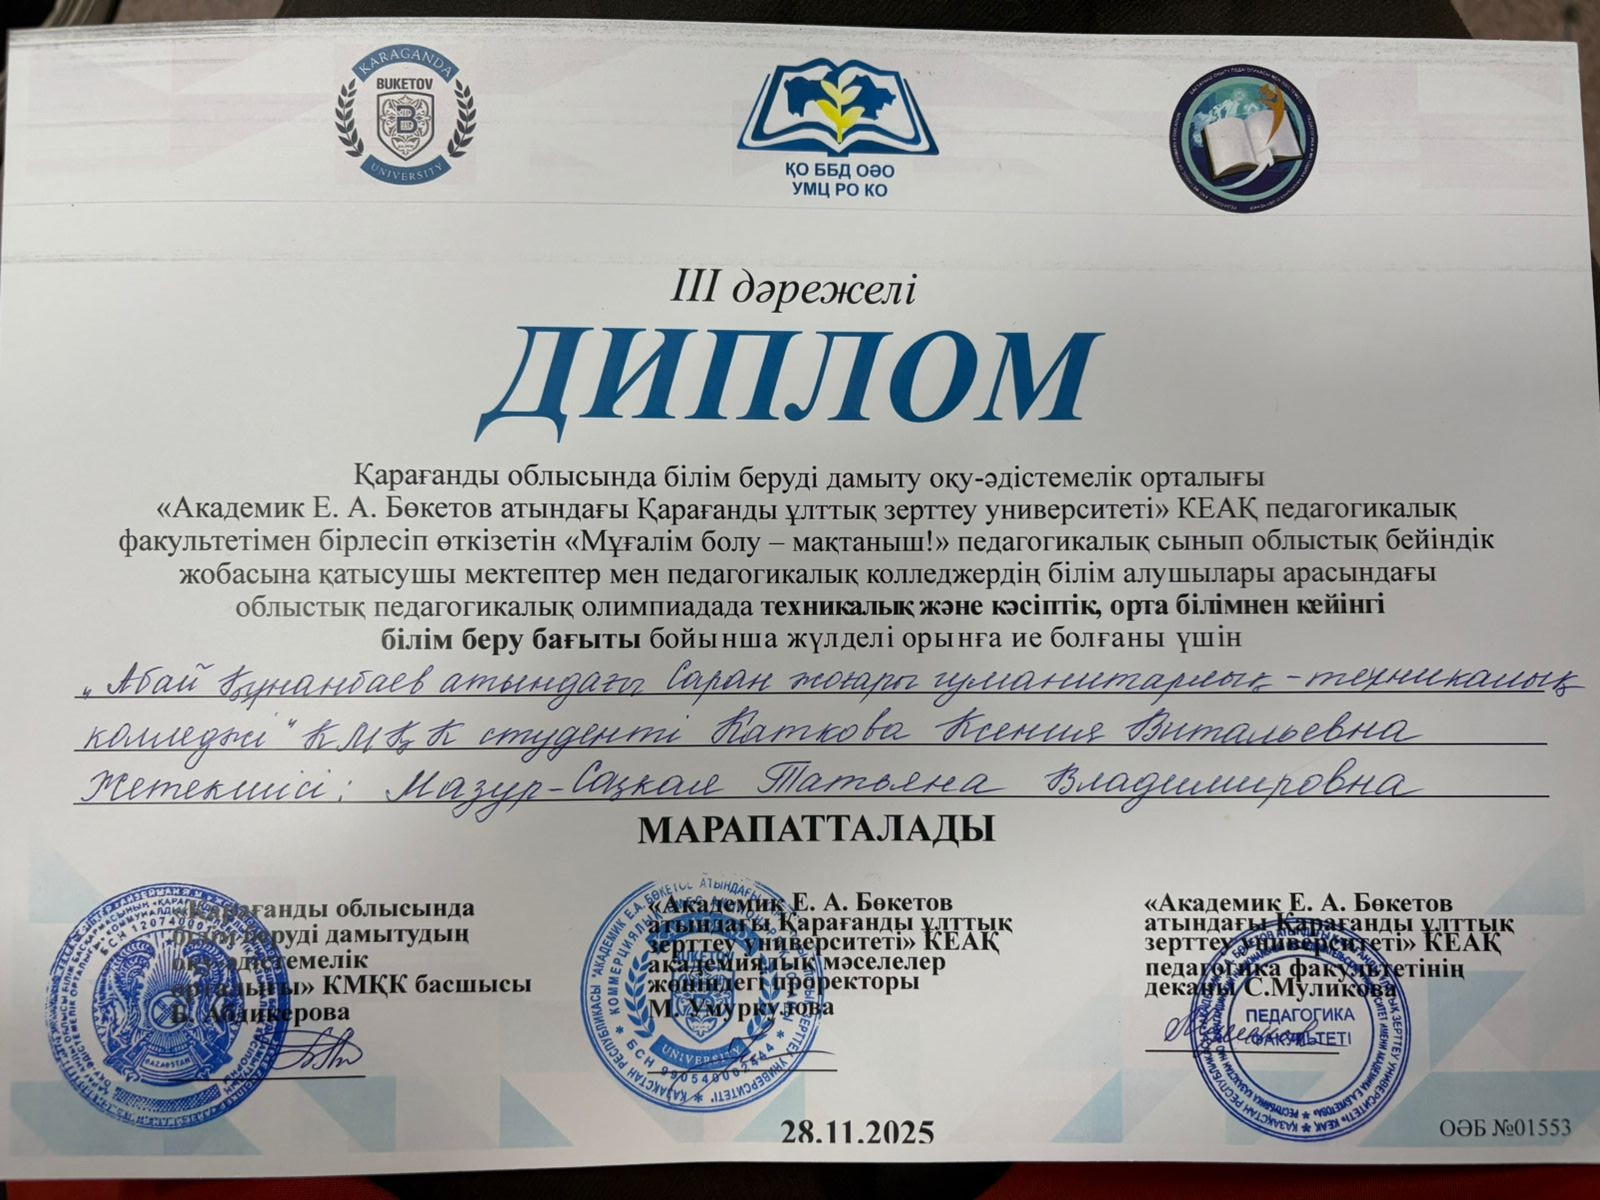 KARAGANDA
BUKETOV
B
UNIVERSITY
ҚО ББД ОӘО
УМЦ РО КО
III дәрежелі
ДИПЛОМ
Қарағанды облысында білім беруді дамыту оқу-әдістемелік орталығы
«Академик Е. А. Бөкетов атындағы Қарағанды ұлттық зерттеу университеті» КЕАҚ педагогикалық
факультетімен бірлесіп өткізетін «Мұғалім болу – мақтаныш!» педагогикалық сынып облыстық бейіндік
жобасына қатысушы мектептер мен педагогикалық колледжердің білім алушылары арасындағы
облыстық педагогикалық олимпиадада техникалық және кәсіптік, орта білімнен кейінгі
білім беру бағыты бойынша жүлделі орынға ие болғаны үшін
„Абай Құнанбаев атындағы Саран жоғары гуманитарлық-техникалық
колледжі" КМҚК студенті Каткова Ксения Витальевна
Жетекшісі: Мазур-Соцкая Татьяна Владимировна
МАРАПАТТАЛАДЫ
«Қарағанды облысында
білім беруді дамытудың
оқу-әдістемелік
орталығы» КМҚК басшысы
Б. Абдикерова
«Академик Е. А. Бөкетов
атындағы Қарағанды ұлттық
зерттеу университеті» КЕАҚ
академиялық мәселелер
жөніндегі проректоры
М. Умуркулова
«Академик Е. А. Бөкетов
атындағы Қарағанды ұлттық
зерттеу университеті» КЕАҚ
педагогика факультетінің
деканы С.Муликова
ПЕДАГОГИКА
ФАКУЛЬТЕТІ
28.11.2025
ОӘБ №01553